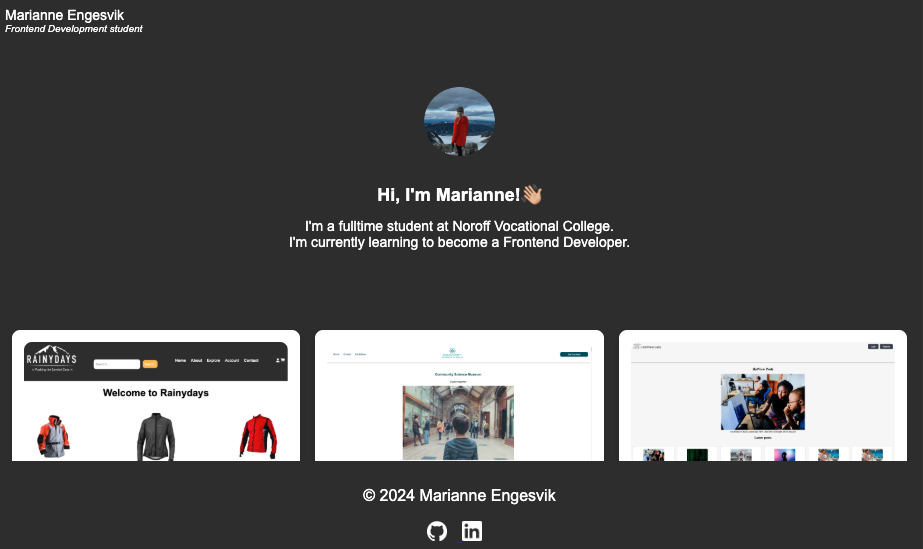 Marianne Engesvik
Frontend Development student
Hi, I'm Marianne!👋🏼
I'm a fulltime student at Noroff Vocational College.
I'm currently learning to become a Frontend Developer.
RAINYDAYS
Home About Explore Account Contact
Welcome to Rainydays
Community Science Museum
© 2024 Marianne Engesvik
in